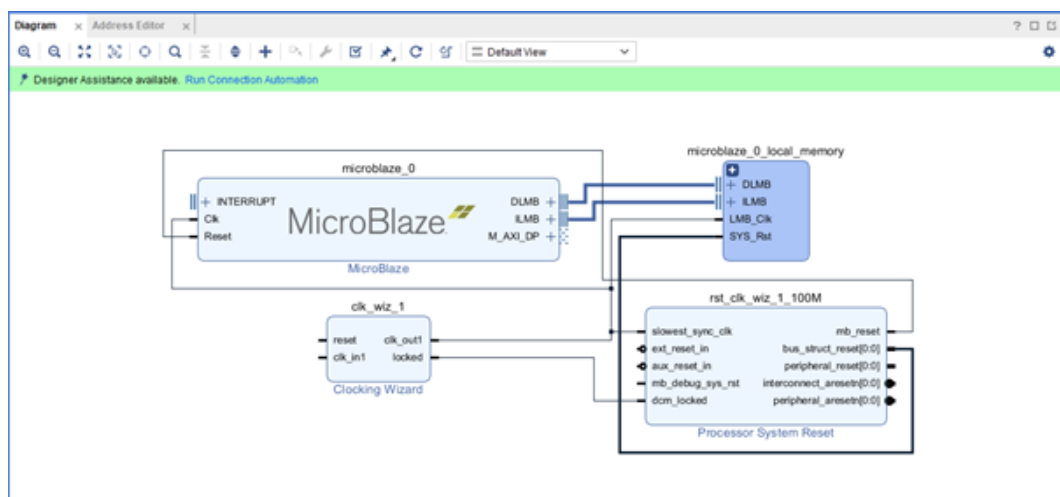 Diagram × Address Editor ×
Default View
Designer Assistance available. Run Connection Automation
microblaze_0
INTERRUPT
Clk
Reset
MicroBlaze
DLMB
ILMB
M_AXI_DP
MicroBlaze
microblaze_0_local_memory
DLMB
ILMB
LMB_Clk
SYS_Rst
clk_wiz_1
reset clk_out1
clk_in1 locked
Clocking Wizard
rst_clk_wiz_1_100M
slowest_sync_clk mb_reset
ext_reset_in bus_struct_reset[0:0]
aux_reset_in peripheral_reset[0:0]
mb_debug_sys_rst interconnect_aresetn[0:0]
dcm_locked peripheral_aresetn[0:0]
Processor System Reset